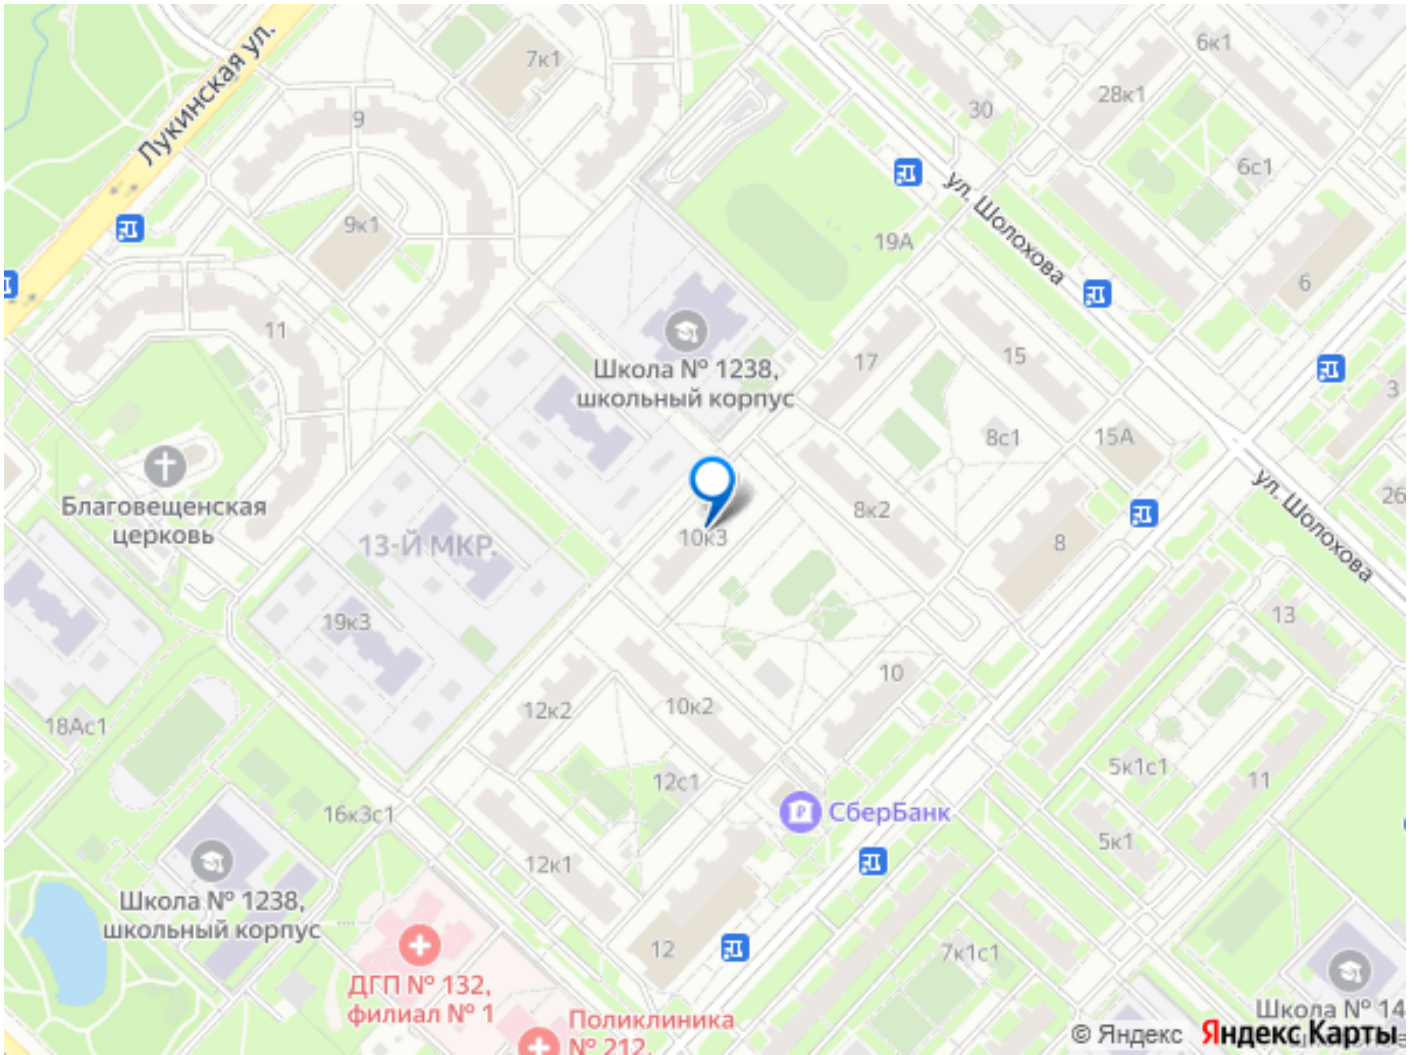 Лукинская ул.
7к1
9
9к1
11
6к1
28к1
30
6с1
ул. Шолохова
19А
6
Школа № 1238,
школьный корпус
17
15
3
8с1
15А
Благовещенская
церковь
13-Й МКР.
10к3
8к2
8
ул. Шолохова
26
19к3
13
10
12к2
10к2
18Ас1
12с1
5к1с1
11
16к3с1
СберБанк
5к1
12к1
Школа № 1238,
школьный корпус
12
7к1с1
ДГП № 132,
филиал № 1
Поликлиника
№ 212,
Школа № 14
© Яндекс Яндекс Карты